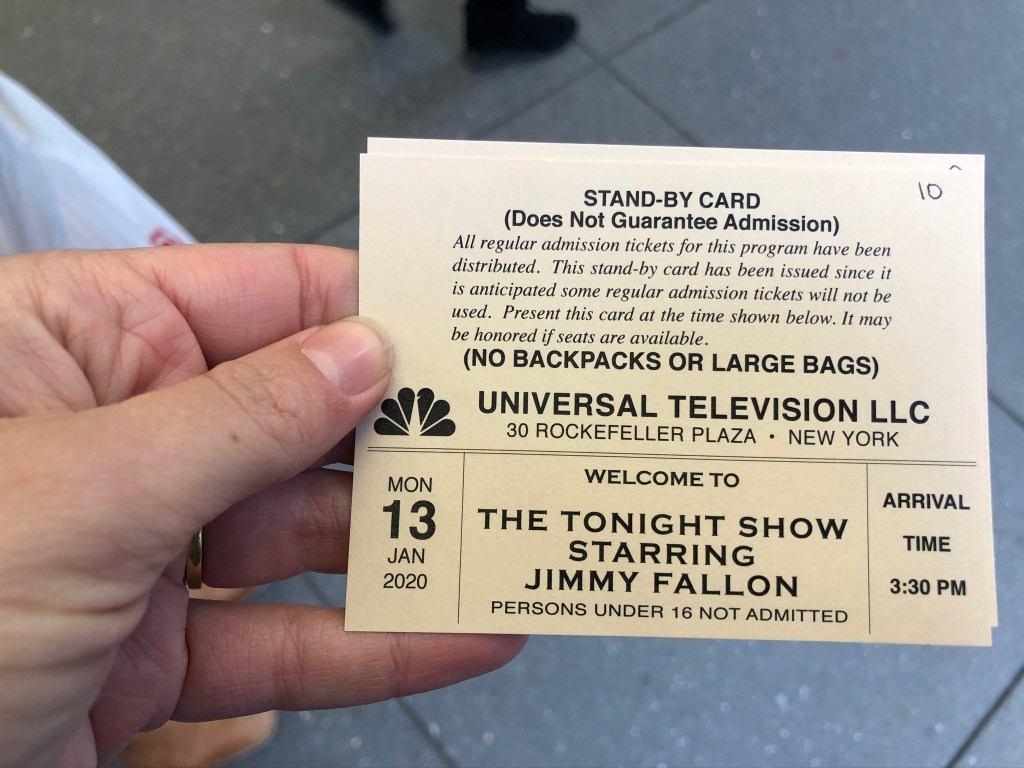 10
STAND-BY CARD
(Does Not Guarantee Admission)
All regular admission tickets for this program have been
distributed. This stand-by card has been issued since it
is anticipated some regular admission tickets will not be
used. Present this card at the time shown below. It may
be honored if seats are available.
(NO BACKPACKS OR LARGE BAGS)
UNIVERSAL TELEVISION LLC
30 ROCKEFELLER PLAZA • NEW YORK
MON
13
JAN
2020
WELCOME TO
THE TONIGHT SHOW
STARRING
JIMMY FALLON
PERSONS UNDER 16 NOT ADMITTED
ARRIVAL
TIME
3:30 PM